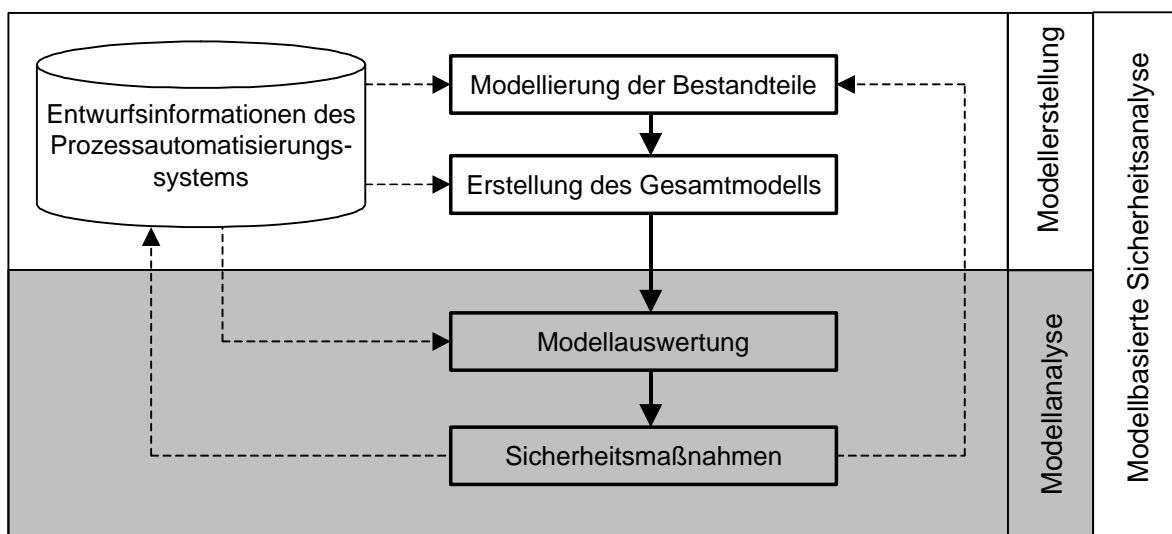 Entwurfsinformationen des
Prozessautomatisierungs-
systems
Modellierung der Bestandteile
Erstellung des Gesamtmodells
Modellauswertung
Sicherheitsmaßnahmen
Modellerstellung
Modellanalyse
Modellbasierte Sicherheitsanalyse